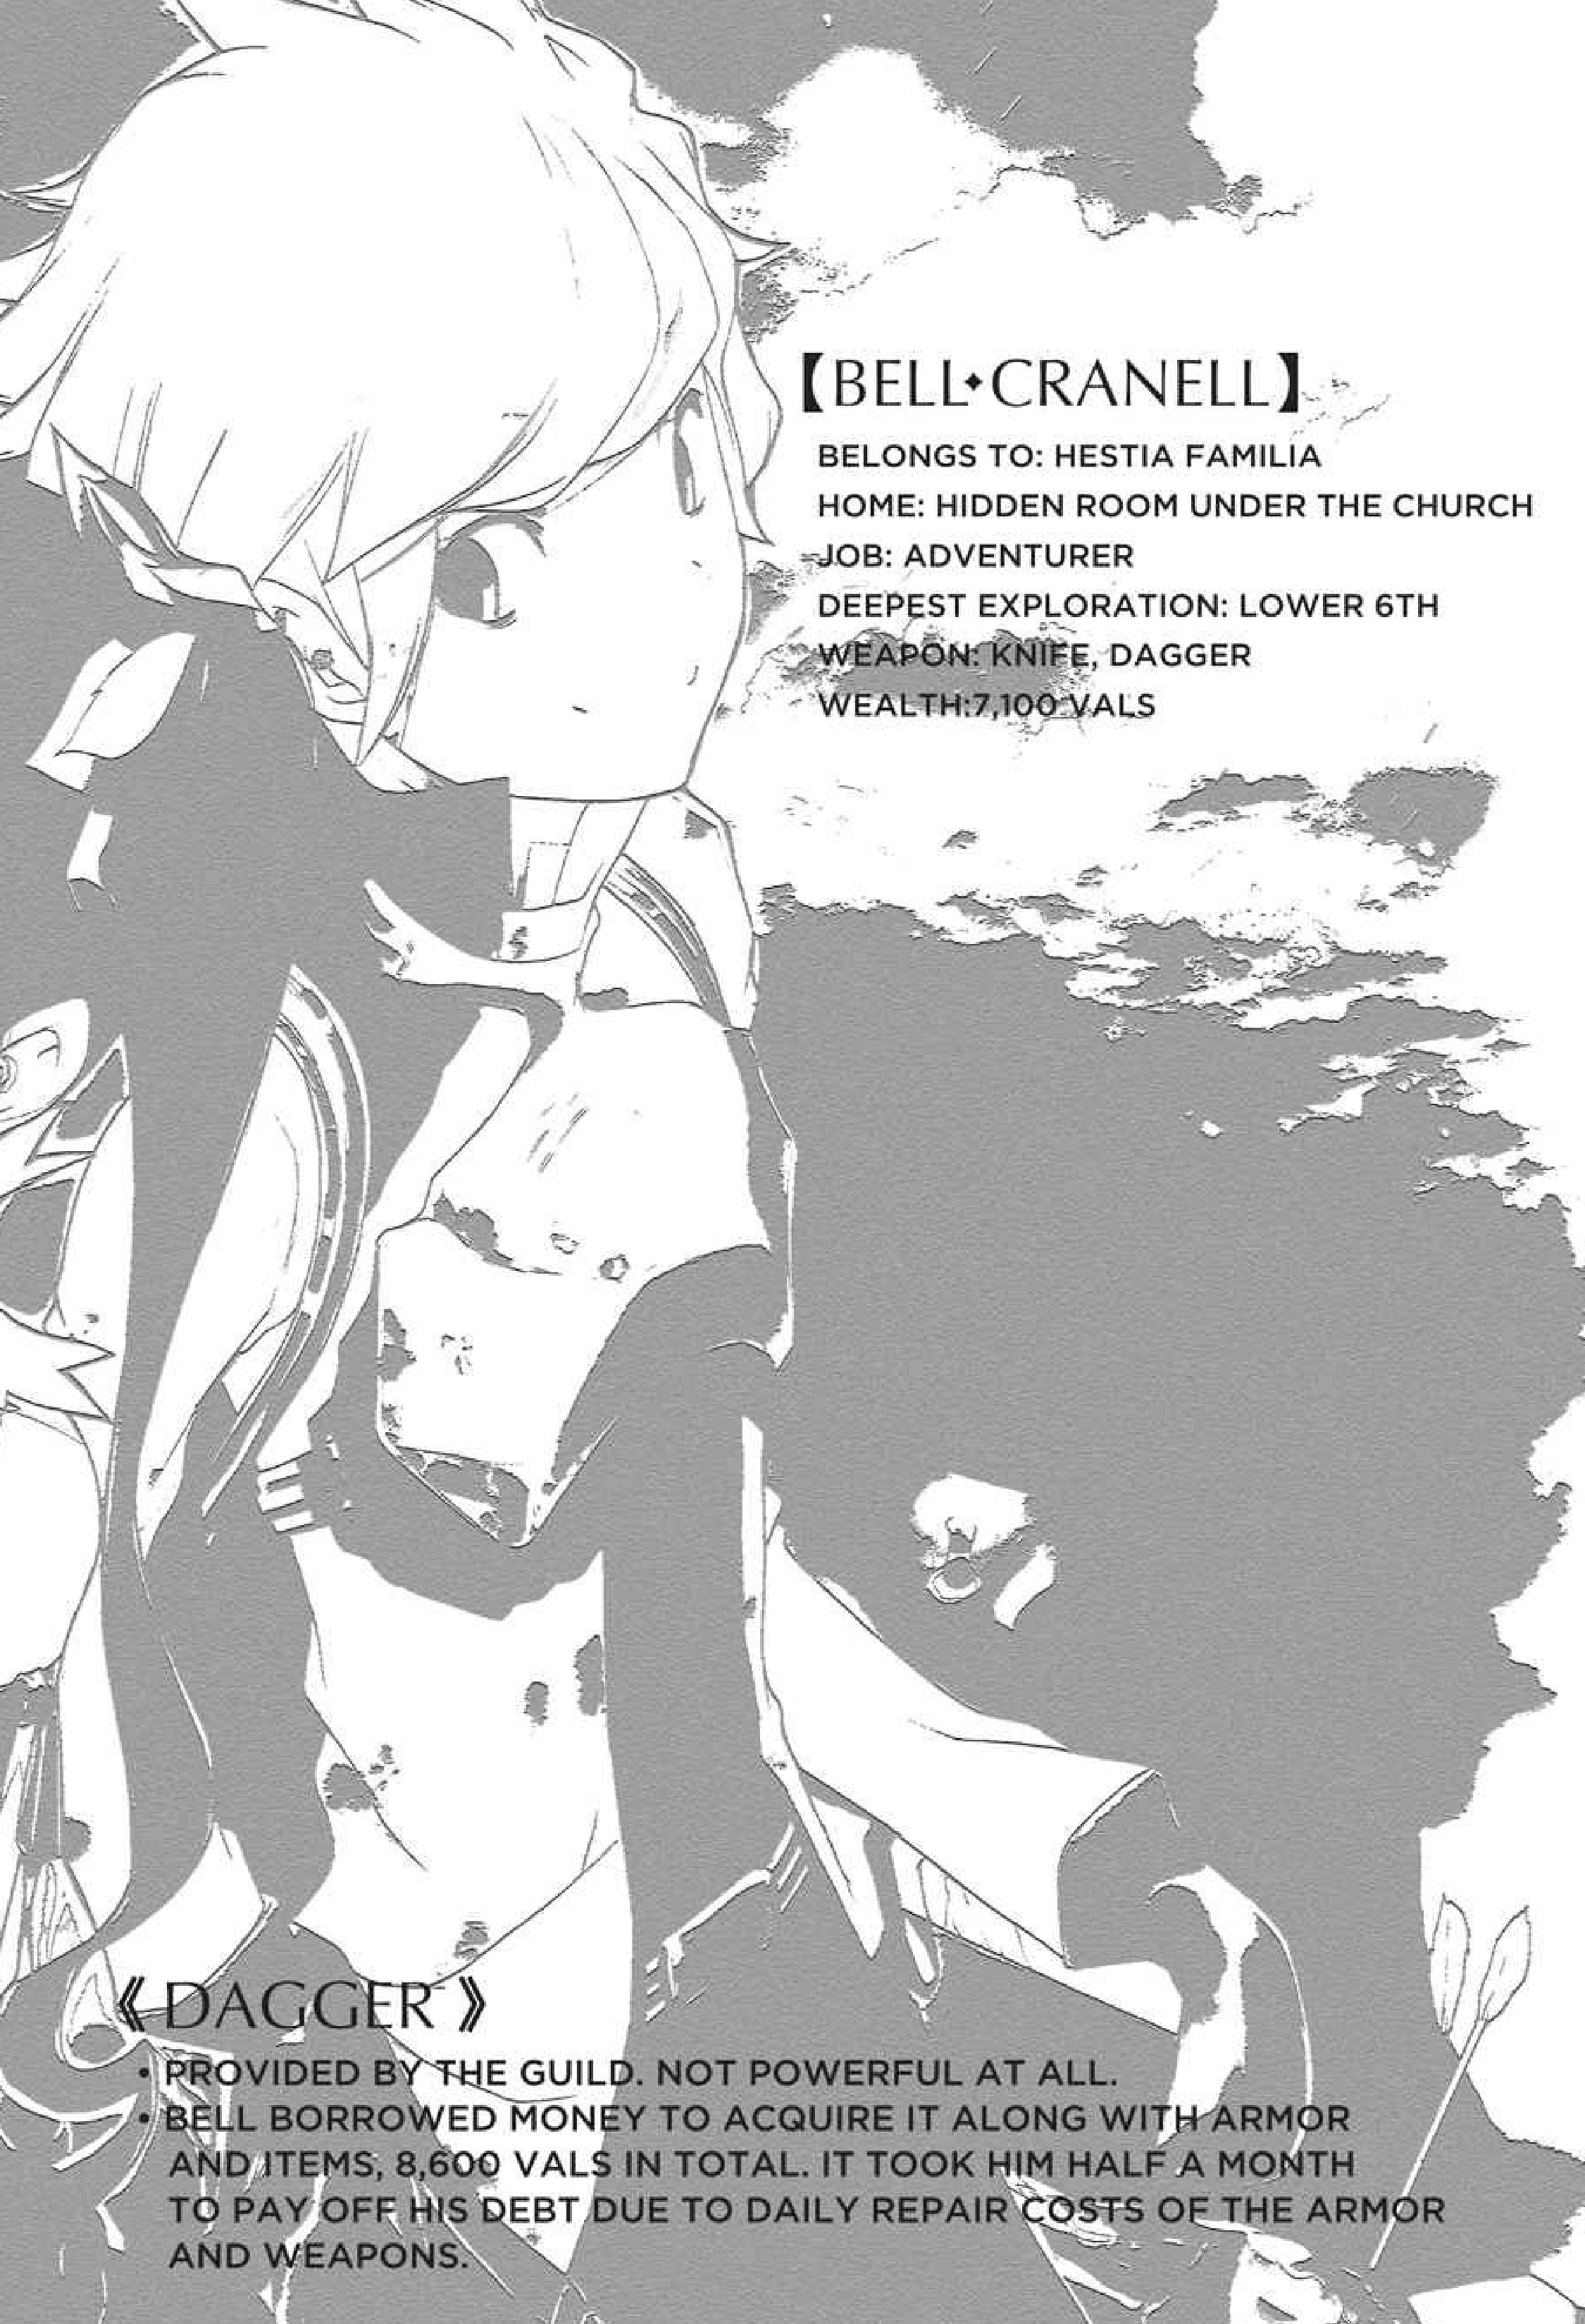 【BELL◆CRANELL】
BELONGS TO: HESTIA FAMILIA
HOME: HIDDEN ROOM UNDER THE CHURCH
JOB: ADVENTURER
DEEPEST EXPLORATION: LOWER 6TH
WEAPON: KNIFE, DAGGER
WEALTH:7,100 VALS
《DAGGER》
• PROVIDED BY THE GUILD. NOT POWERFUL AT ALL.
• BELL BORROWED MONEY TO ACQUIRE IT ALONG WITH ARMOR
AND ITEMS, 8,600 VALS IN TOTAL. IT TOOK HIM HALF A MONTH
TO PAY OFF HIS DEBT DUE TO DAILY REPAIR COSTS OF THE ARMOR
AND WEAPONS.